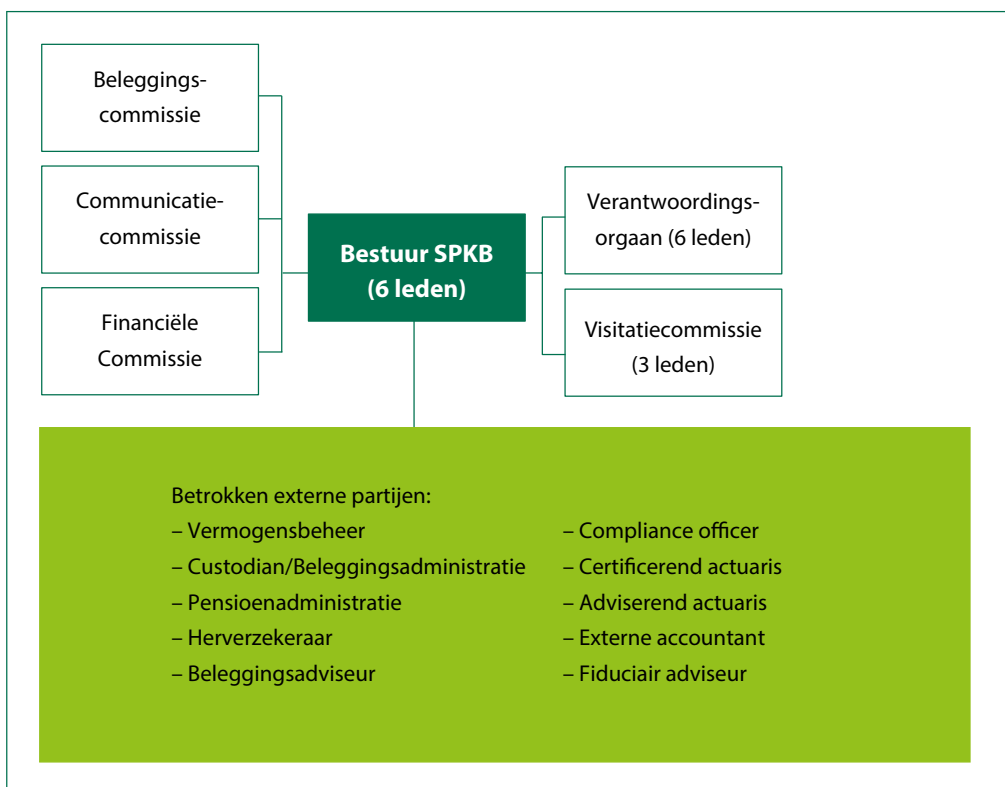 Beleggings-
commissie
Communicatie-
commissie
Financiële
Commissie
Bestuur SPKB
(6 leden)
Verantwoordings-
orgaan (6 leden)
Visitatiecommissie
(3 leden)
Betrokken externe partijen:
– Vermogensbeheer
– Custodian/Beleggingsadministratie
– Pensioenadministratie
– Herverzekeraar
– Beleggingsadviseur
– Compliance officer
– Certificerend actuaris
– Adviserend actuaris
– Externe accountant
– Fiduciair adviseur